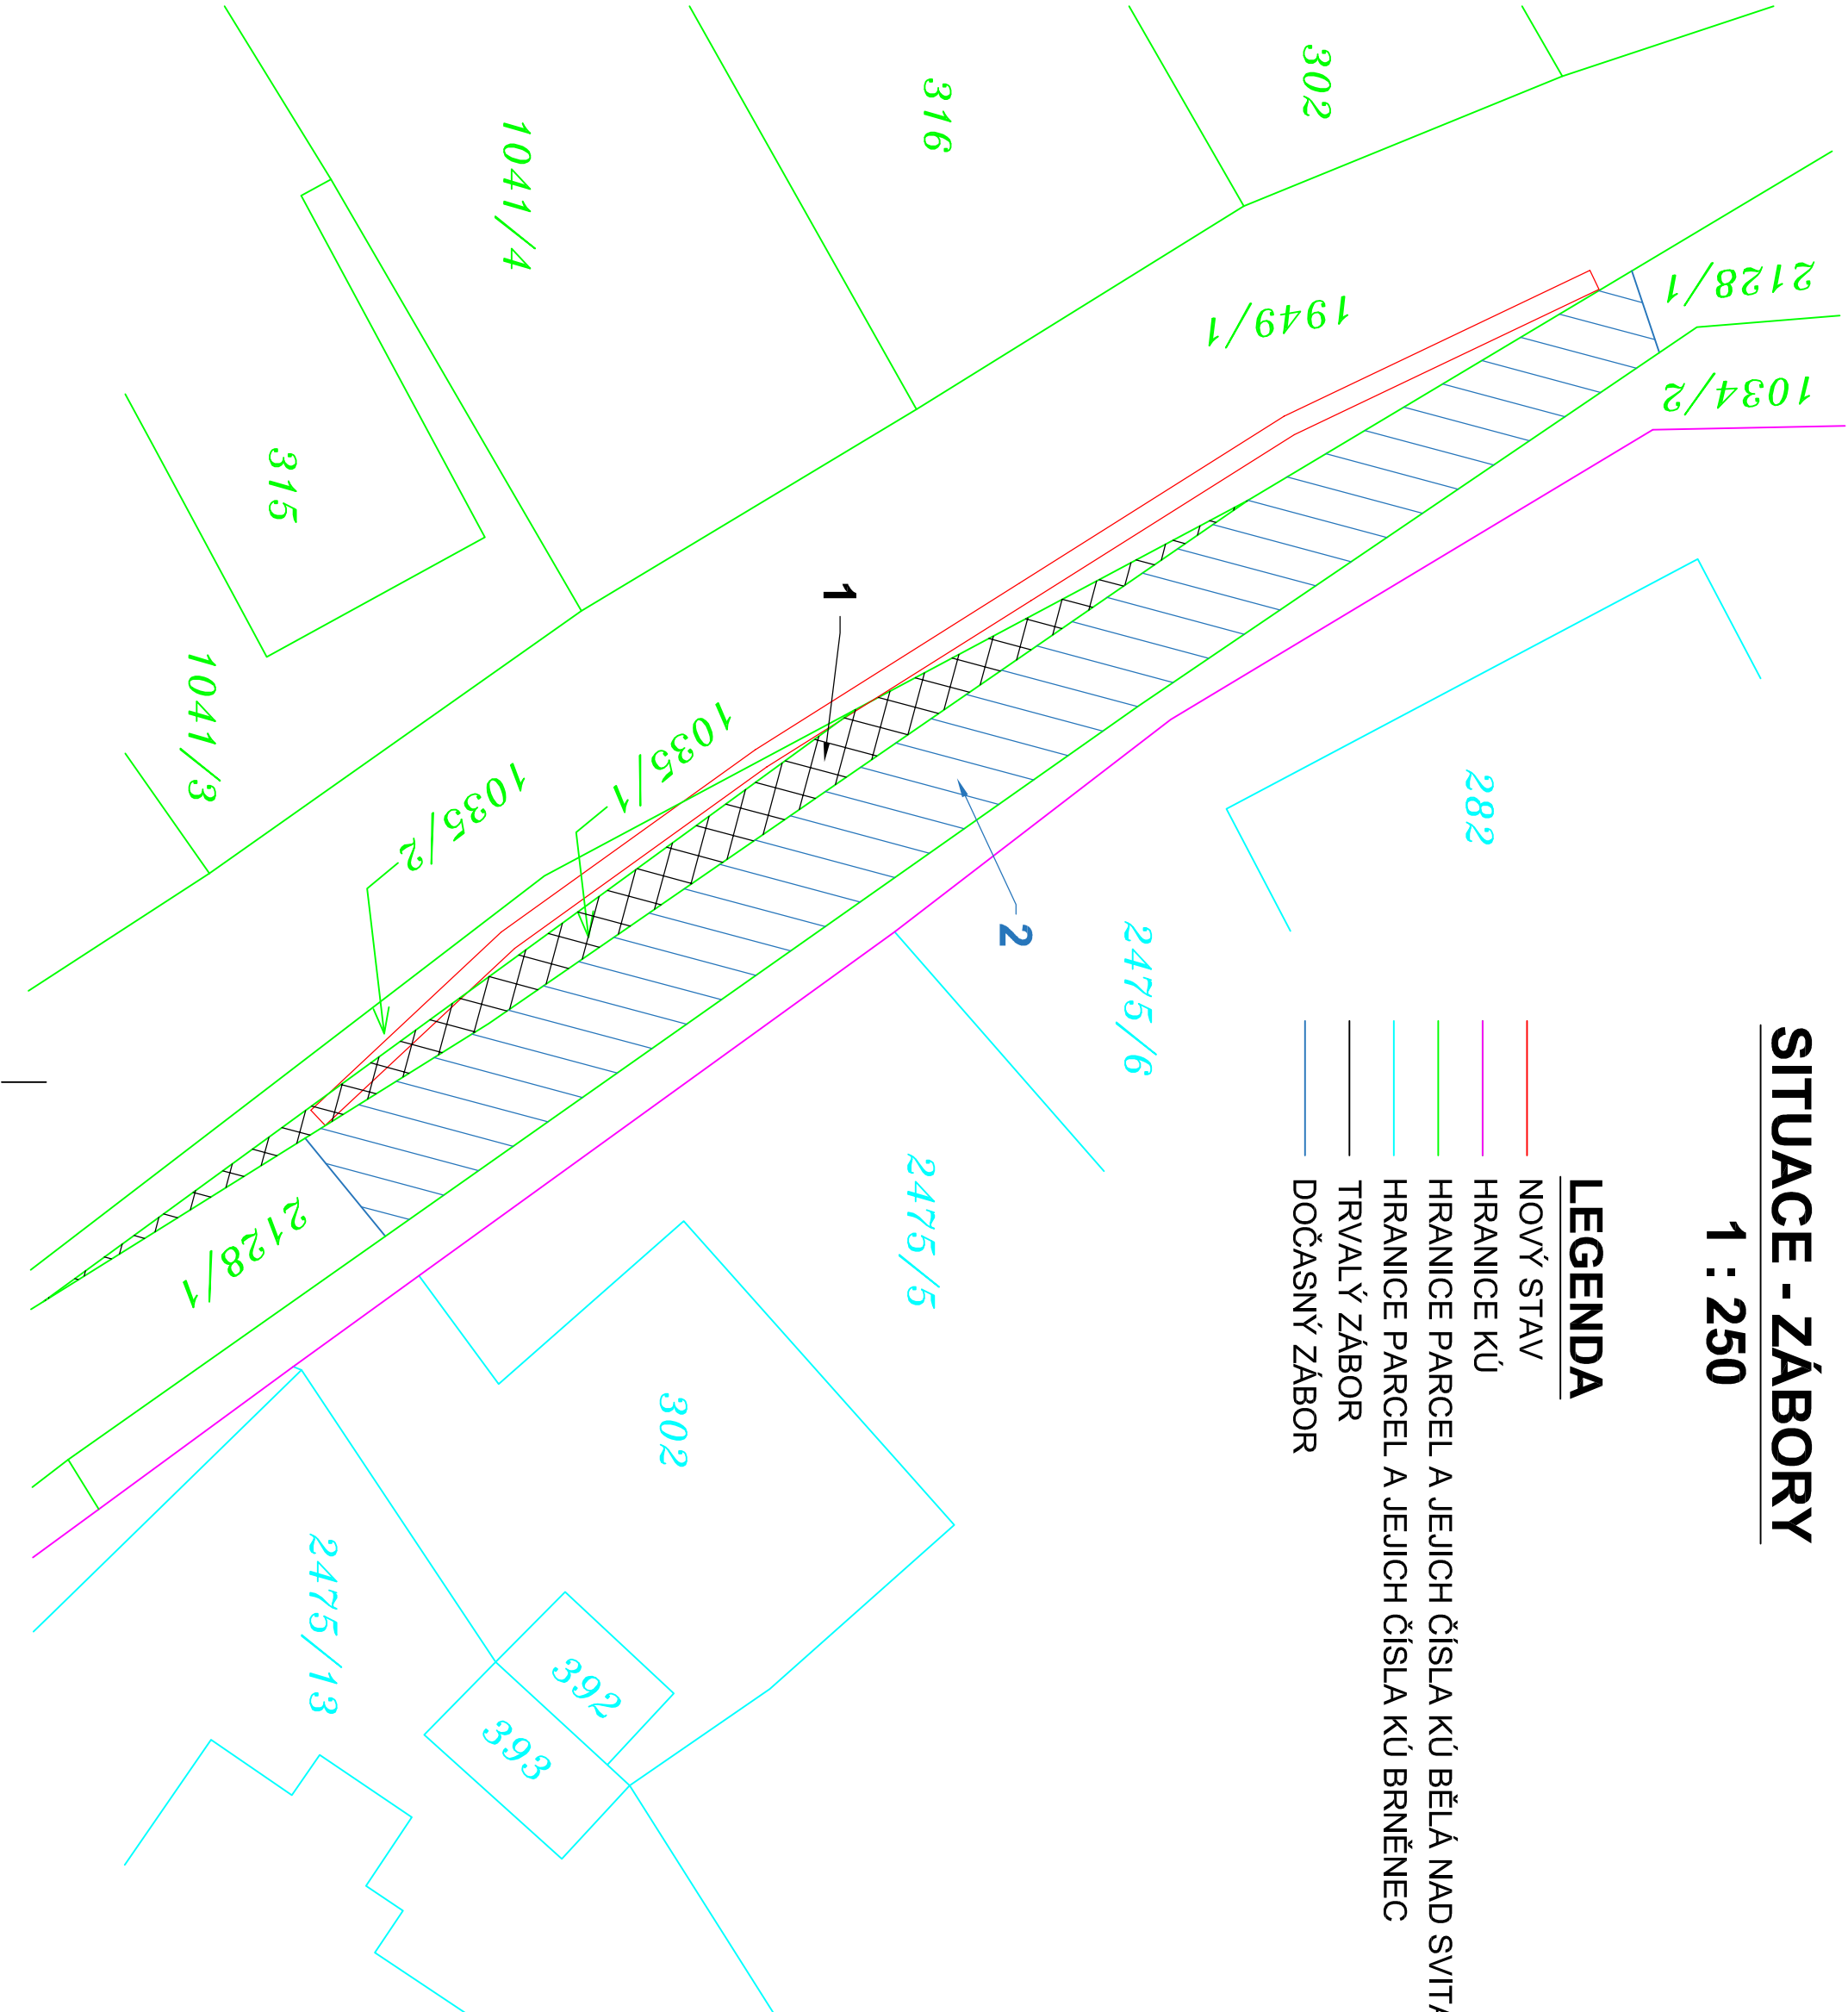 SITUACE - ZÁBORY
1 : 250
LEGENDA
NOVÝ STAV
HRANICE KÚ
HRANICE PARCEL A JEJICH ČÍSLA KÚ BĚLÁ NAD SVITA
HRANICE PARCEL A JEJICH ČÍSLA KÚ BRNĚNEC
TRVALÝ ZÁBOR
DOČASNÝ ZÁBOR
2128/1
1034/2
302
1949/1
316
1041/4
315
1041/3
1035/2
1035/1
1
2
282
2475/6
2475/5
2128/1
302
2475/13
392
393